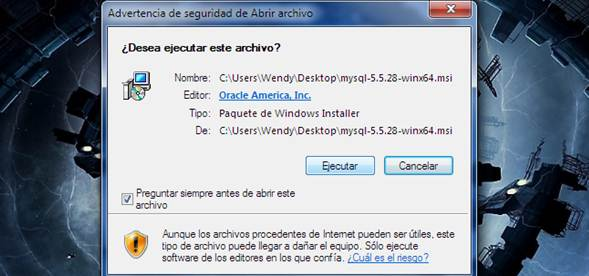 Advertencia de seguridad de Abrir archivo
¿Desea ejecutar este archivo?
Nombre: C:\Users\Wendy\Desktop\mysql-5.5.28-winx64.msi
Editor: Oracle America, Inc.
Tipo: Paquete de Windows Installer
De: C:\Users\Wendy\Desktop\mysql-5.5.28-winx64.msi
Ejecutar Cancelar
Preguntar siempre antes de abrir este
archivo
Aunque los archivos procedentes de Internet pueden ser útiles, este
tipo de archivo puede llegar a dañar el equipo. Sólo ejecute
software de los editores en los que confía. ¿Cuál es el riesgo?